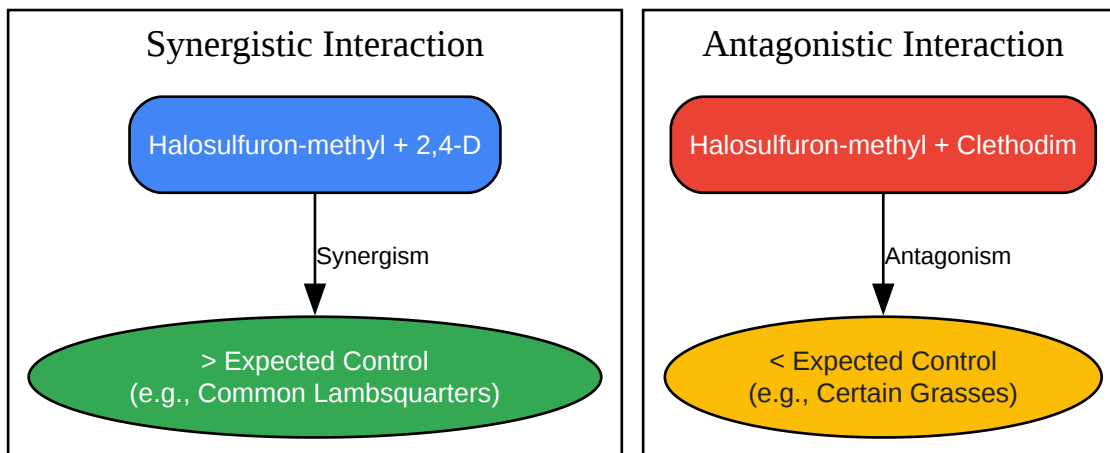 Synergistic Interaction
Halosulfuron-methyl + 2,4-D
Synergism
> Expected Control
(e.g., Common Lambsquarters)
Antagonistic Interaction
Halosulfuron-methyl + Clethodim
Antagonism
< Expected Control
(e.g., Certain Grasses)